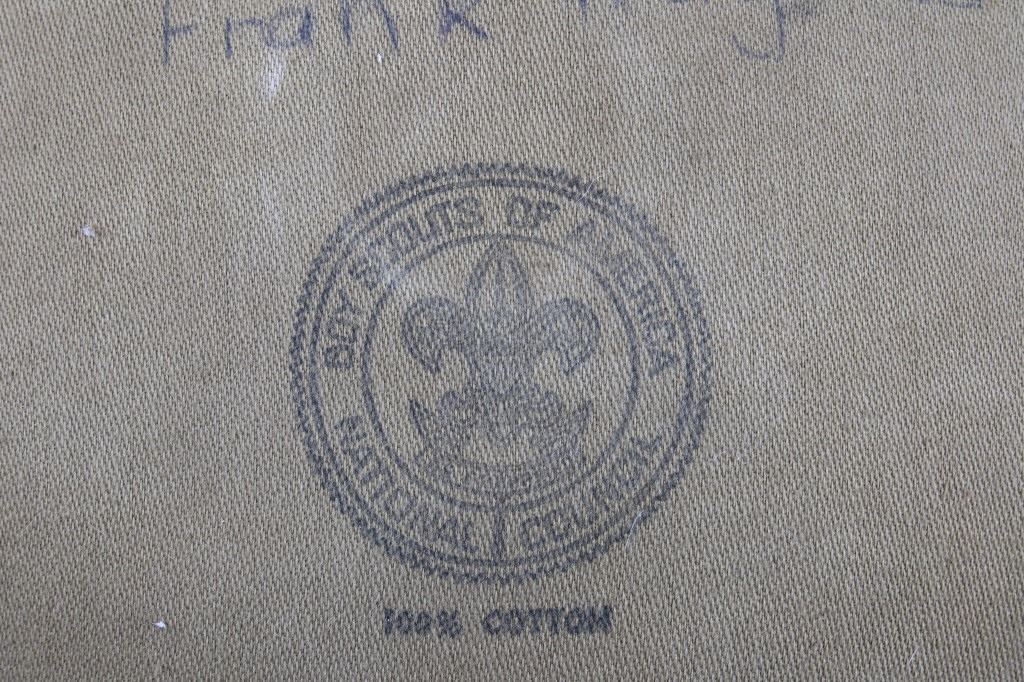 Frank
BOY SCOUTS OF AMERICA
NATIONAL COUNCIL
100% COTTON